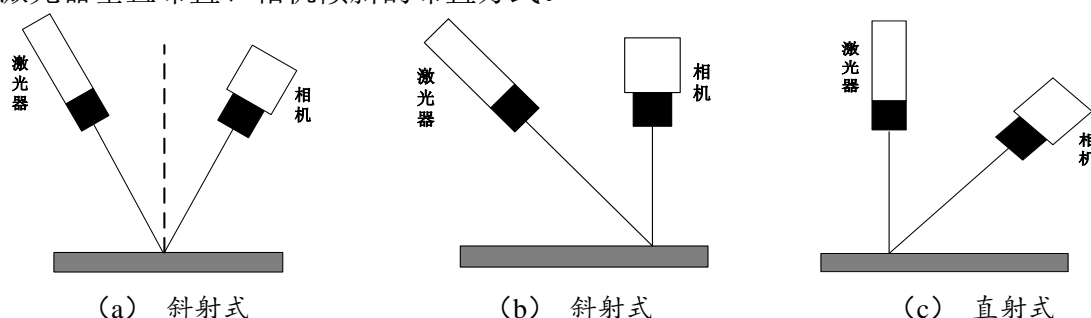 激光器垂直布置、相机倾斜的布置方式。
激光器
相机
激光器
相机
激光器
相机
（a） 斜射式
（b） 斜射式
（c） 直射式